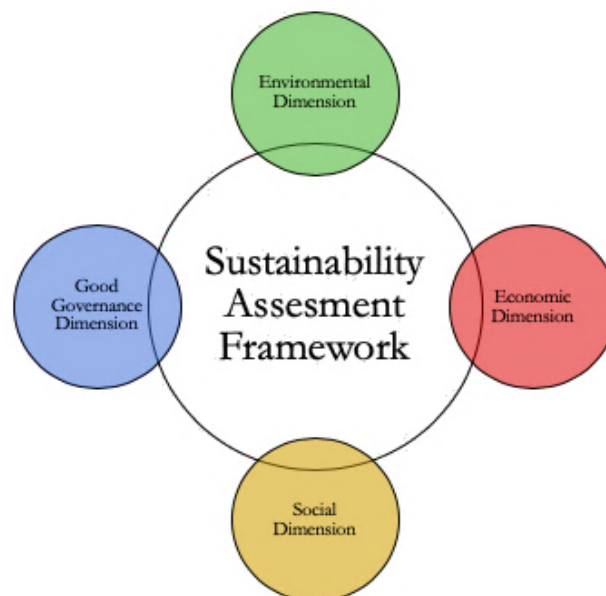 Environmental
Dimension
Sustainability
Assesment
Framework
Good
Governance
Dimension
Economic
Dimension
Social
Dimension